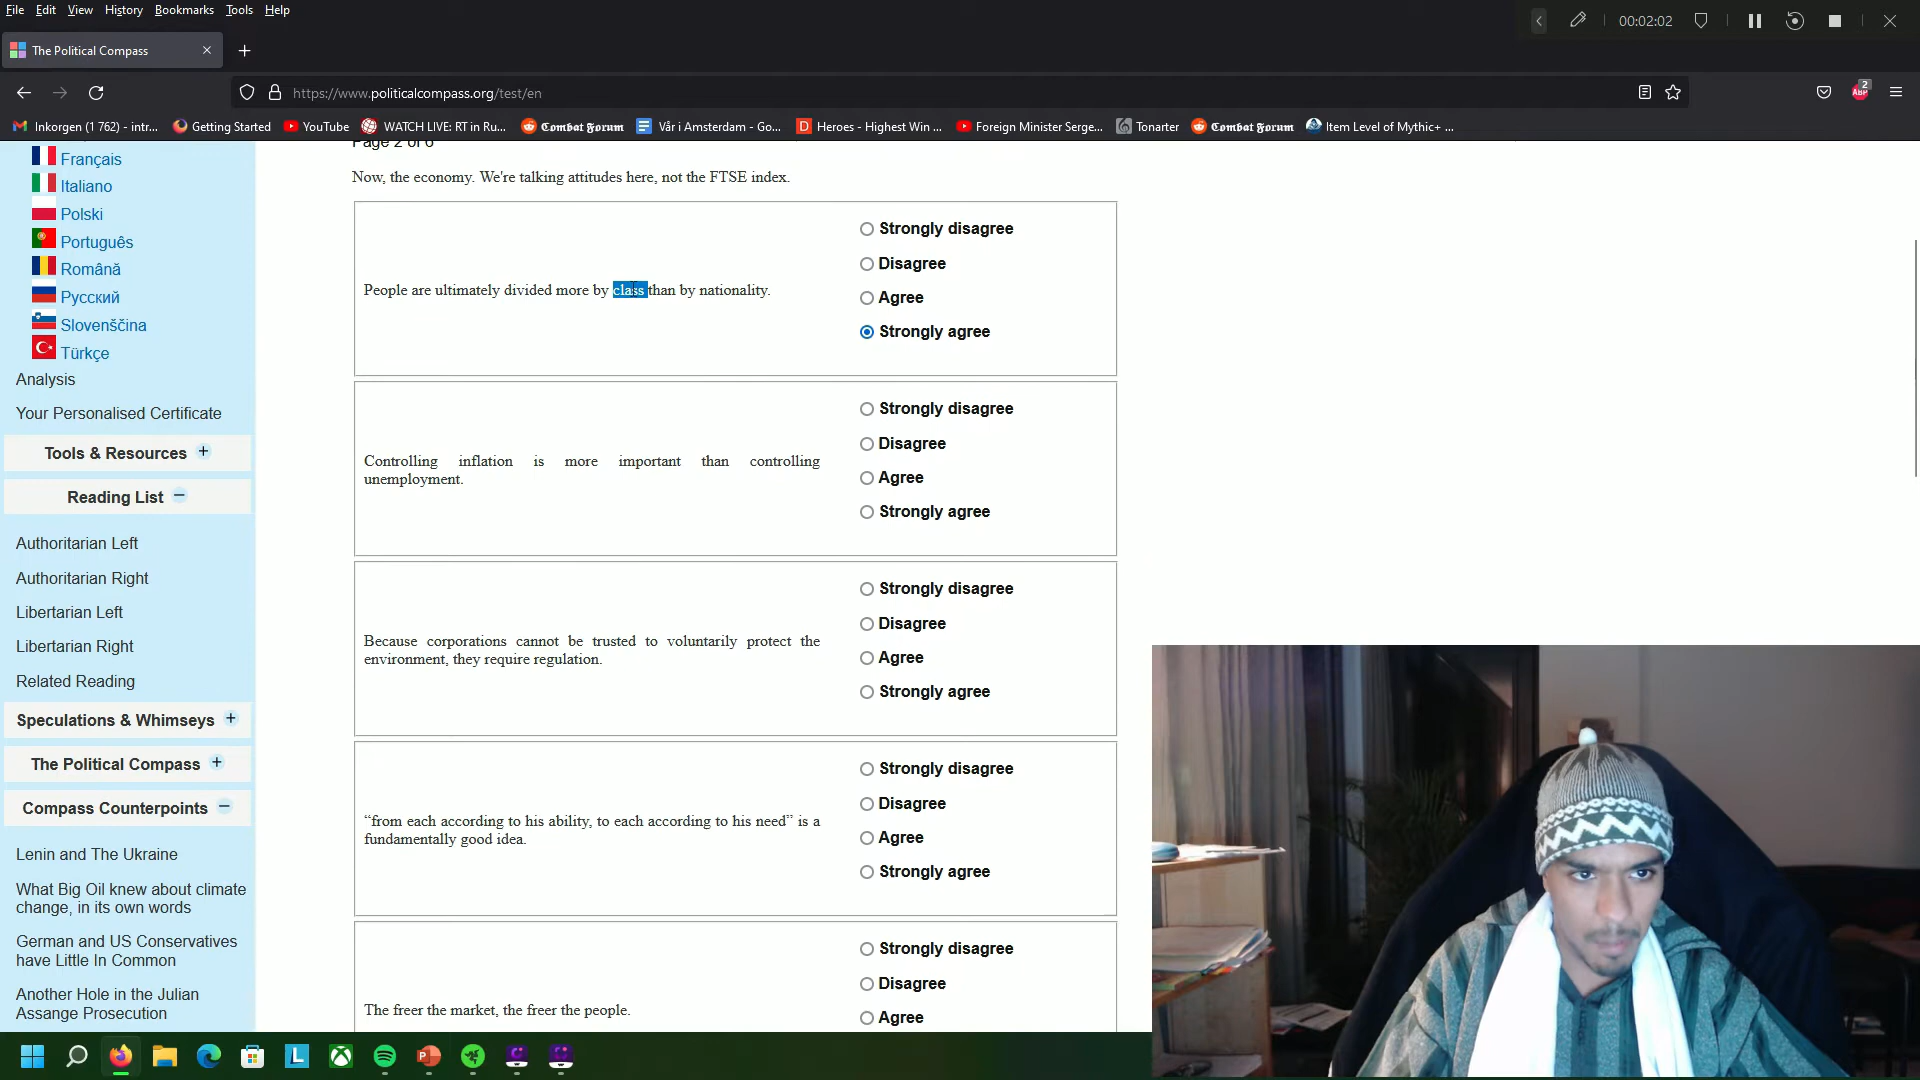 File Edit View History Bookmarks Tools Help
00:02:02
The Political Compass
https://www.politicalcompass.org/test/en
2
ABP
Inkorgen (1 762) - intr... Getting Started YouTube WATCH LIVE: RT in Ru... Combat Forum Vår i Amsterdam - Go... Heroes - Highest Win ... Foreign Minister Serge... Tonarter Combat Forum Item Level of Mythic+ ...
Français
Italiano
Polski
Português
Română
Русский
Slovenščina
Türkçe
Analysis
Your Personalised Certificate
Tools & Resources +
Reading List −
Authoritarian Left
Authoritarian Right
Libertarian Left
Libertarian Right
Related Reading
Speculations & Whimseys +
The Political Compass +
Compass Counterpoints −
Lenin and The Ukraine
What Big Oil knew about climate
change, in its own words
German and US Conservatives
have Little In Common
Another Hole in the Julian
Assange Prosecution
Page 2 of 6
Now, the economy. We're talking attitudes here, not the FTSE index.
People are ultimately divided more by class than by nationality.
Strongly disagree
Disagree
Agree
Strongly agree
Controlling inflation is more important than controlling
unemployment.
Strongly disagree
Disagree
Agree
Strongly agree
Because corporations cannot be trusted to voluntarily protect the
environment, they require regulation.
Strongly disagree
Disagree
Agree
Strongly agree
“from each according to his ability, to each according to his need” is a
fundamentally good idea.
Strongly disagree
Disagree
Agree
Strongly agree
The freer the market, the freer the people.
Strongly disagree
Disagree
Agree